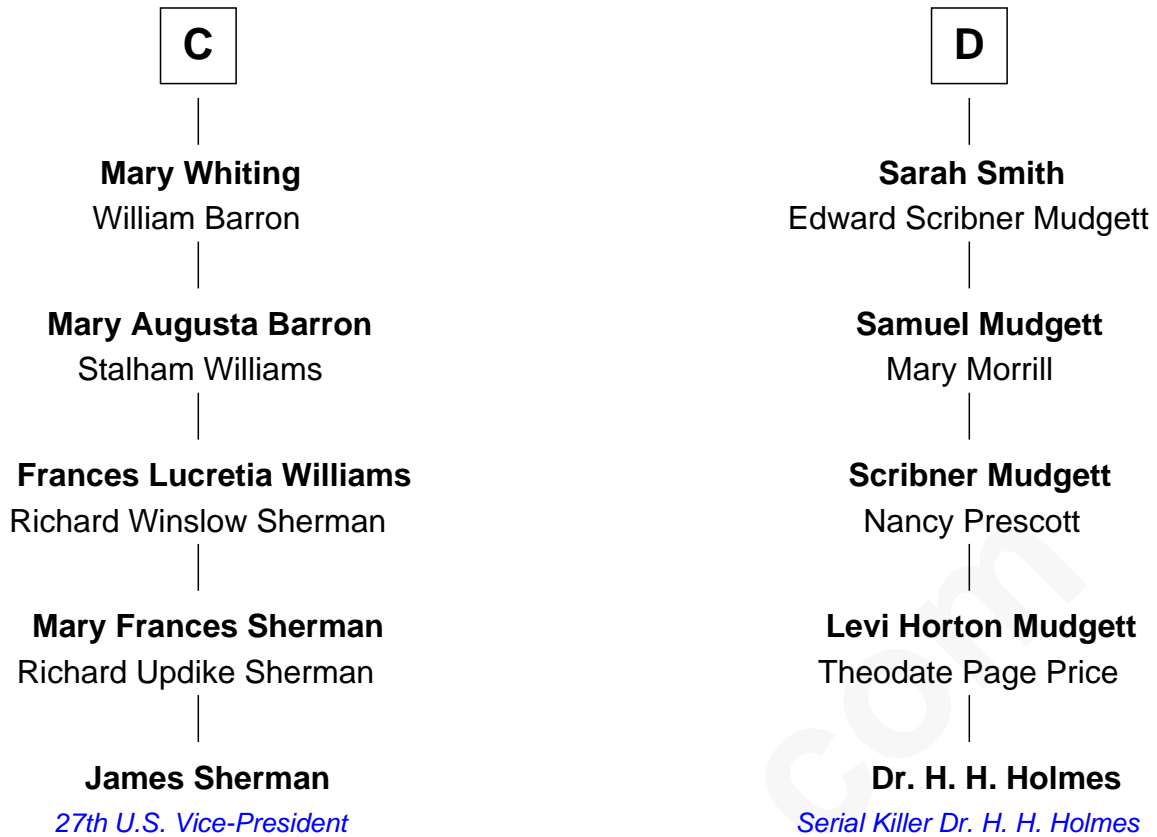 C
Mary Whiting
William Barron
Mary Augusta Barron
Stalham Williams
Frances Lucretia Williams
Richard Winslow Sherman
Mary Frances Sherman
Richard Updike Sherman
James Sherman
27th U.S. Vice-President
D
Sarah Smith
Edward Scribner Mudgett
Samuel Mudgett
Mary Morrill
Scribner Mudgett
Nancy Prescott
Levi Horton Mudgett
Theodate Page Price
Dr. H. H. Holmes
Serial Killer Dr. H. H. Holmes
com